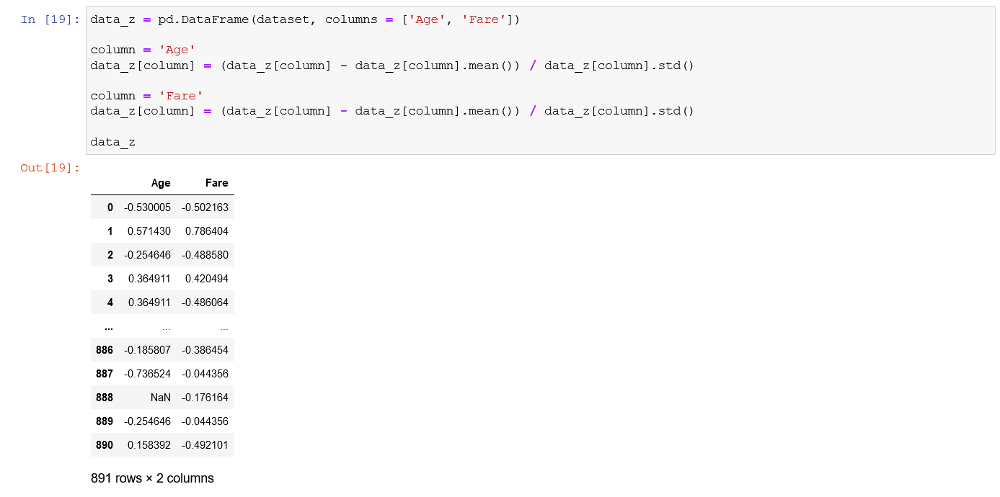 In [19]: data_z = pd.DataFrame(dataset, columns = ['Age', 'Fare'])
column = 'Age'
data_z[column] = (data_z[column] - data_z[column].mean()) / data_z[column].std()
column = 'Fare'
data_z[column] = (data_z[column] - data_z[column].mean()) / data_z[column].std()
data_z
Out[19]:
Age Fare
0 -0.530005 -0.502163
1 0.571430 0.786404
2 -0.254646 -0.488580
3 0.364911 0.420494
4 0.364911 -0.486064
... ... ...
886 -0.185807 -0.386454
887 -0.736524 -0.044356
888 NaN -0.176164
889 -0.254646 -0.044356
890 0.158392 -0.492101
891 rows × 2 columns